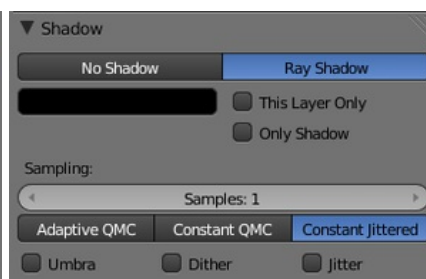 Shadow
No Shadow Ray Shadow
This Layer Only
Only Shadow
Sampling:
Samples: 1
Adaptive QMC Constant QMC Constant Jittered
Umbra Dither Jitter